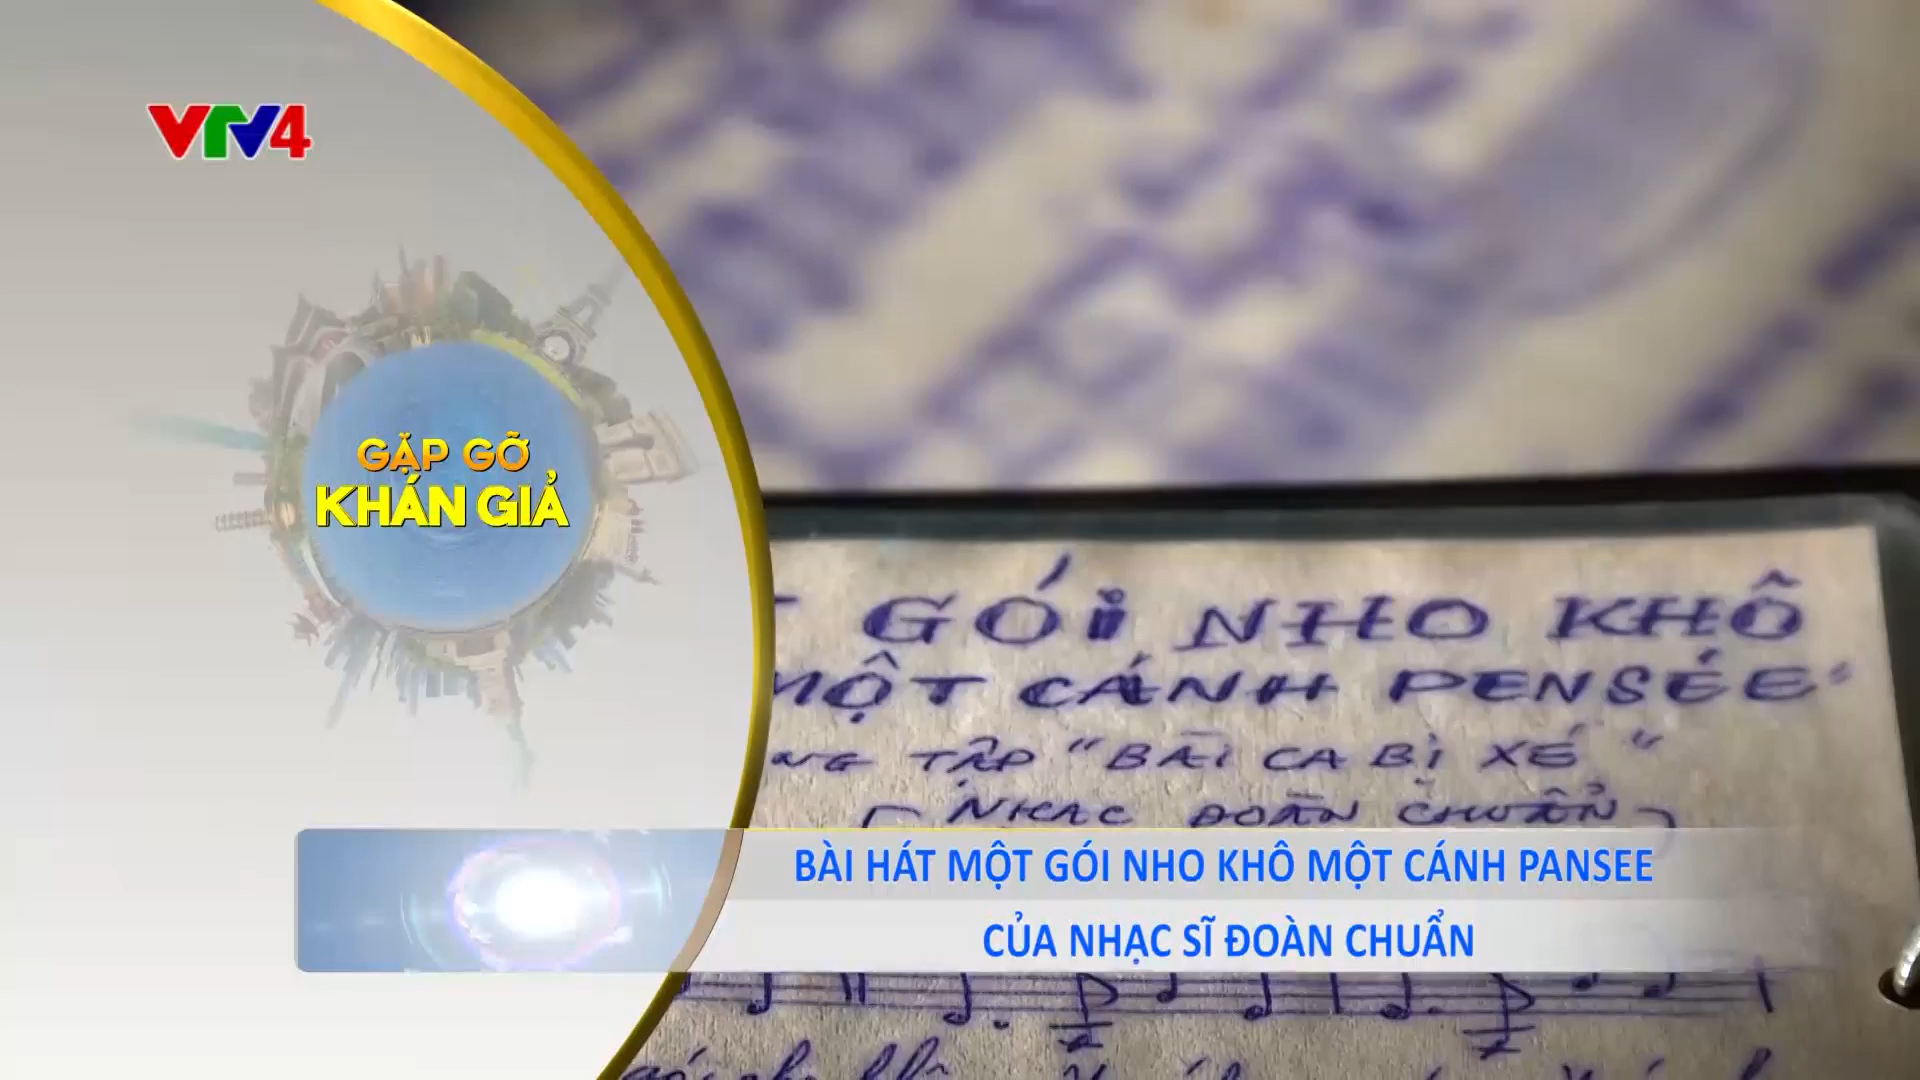 VTV4
GẶP GỠ
KHÁN GIẢ
GÓI NHO KHÔ
MỘT CÁNH PENSÉE"
TẬP "BÀI CA BỊ XÉ"
NHẠC ĐOÀN CHUẨN
BÀI HÁT MỘT GÓI NHO KHÔ MỘT CÁNH PANSEE
CỦA NHẠC SĨ ĐOÀN CHUẨN